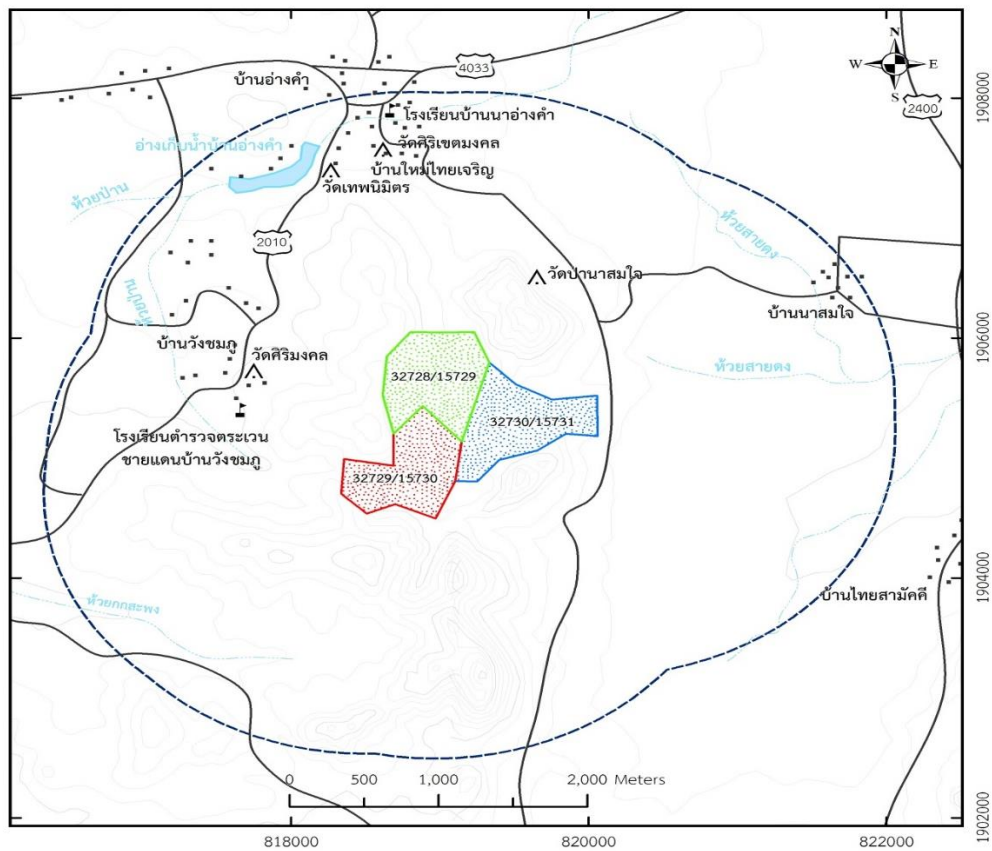 4033
N
W E
S
2400
บ้านอ่างคำ
โรงเรียนบ้านนาอ่างคำ
อ่างเก็บน้ำบ้านอ่างคำ
วัดศิริเขตมงคล
บ้านใหม่ไทยเจริญ
วัดเทพนิมิตร
ห้วยป่าน
2010
ห้วยสายดง
วัดป่านาสมใจ
บ้านนาสมใจ
ห้วยป่าน
บ้านวังชมภู
วัดศิริมงคล
ห้วยสายดง
32728/15729
32730/15731
โรงเรียนตำรวจตระเวน
ชายแดนบ้านวังชมภู
32729/15730
บ้านไทยสามัคคี
ห้วยกกสะพง
0 500 1,000 2,000 Meters
818000 820000 822000
1908000
1906000
1904000
1902000